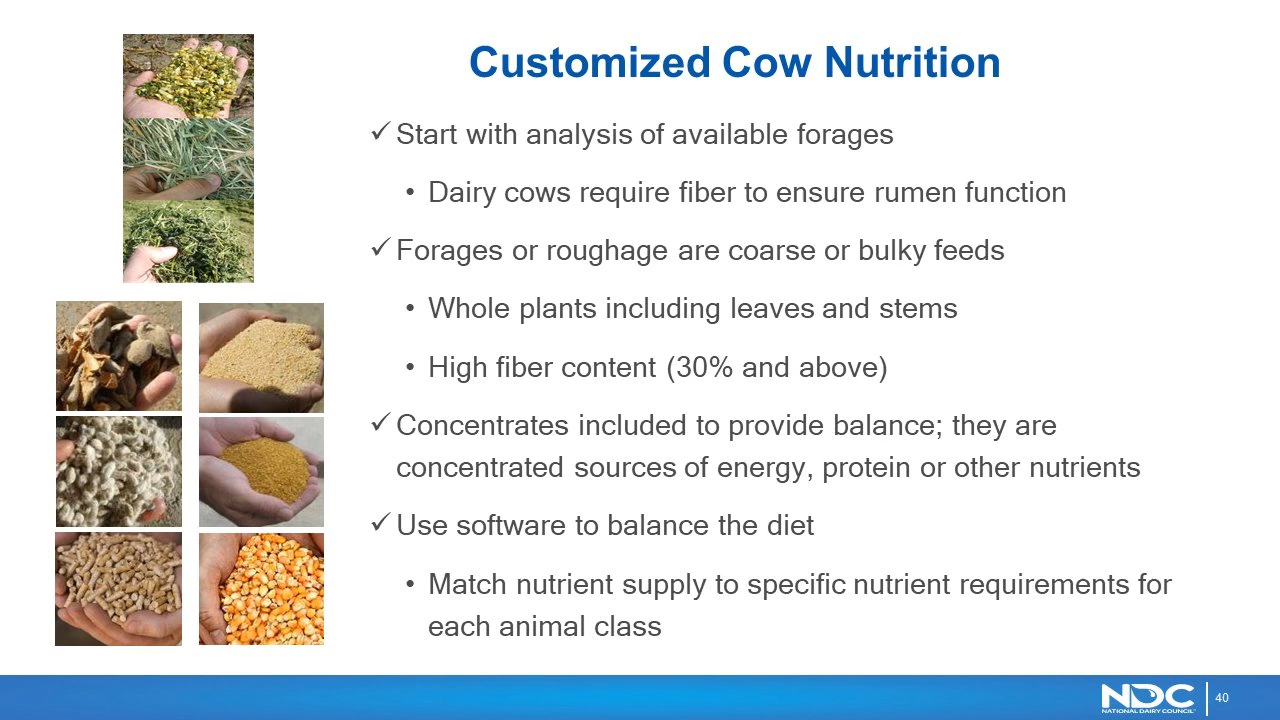 Customized Cow Nutrition
✓ Start with analysis of available forages
• Dairy cows require fiber to ensure rumen function
✓ Forages or roughage are coarse or bulky feeds
• Whole plants including leaves and stems
• High fiber content (30% and above)
✓ Concentrates included to provide balance; they are
concentrated sources of energy, protein or other nutrients
✓ Use software to balance the diet
• Match nutrient supply to specific nutrient requirements for
each animal class
NDC
NATIONAL DAIRY COUNCIL
40